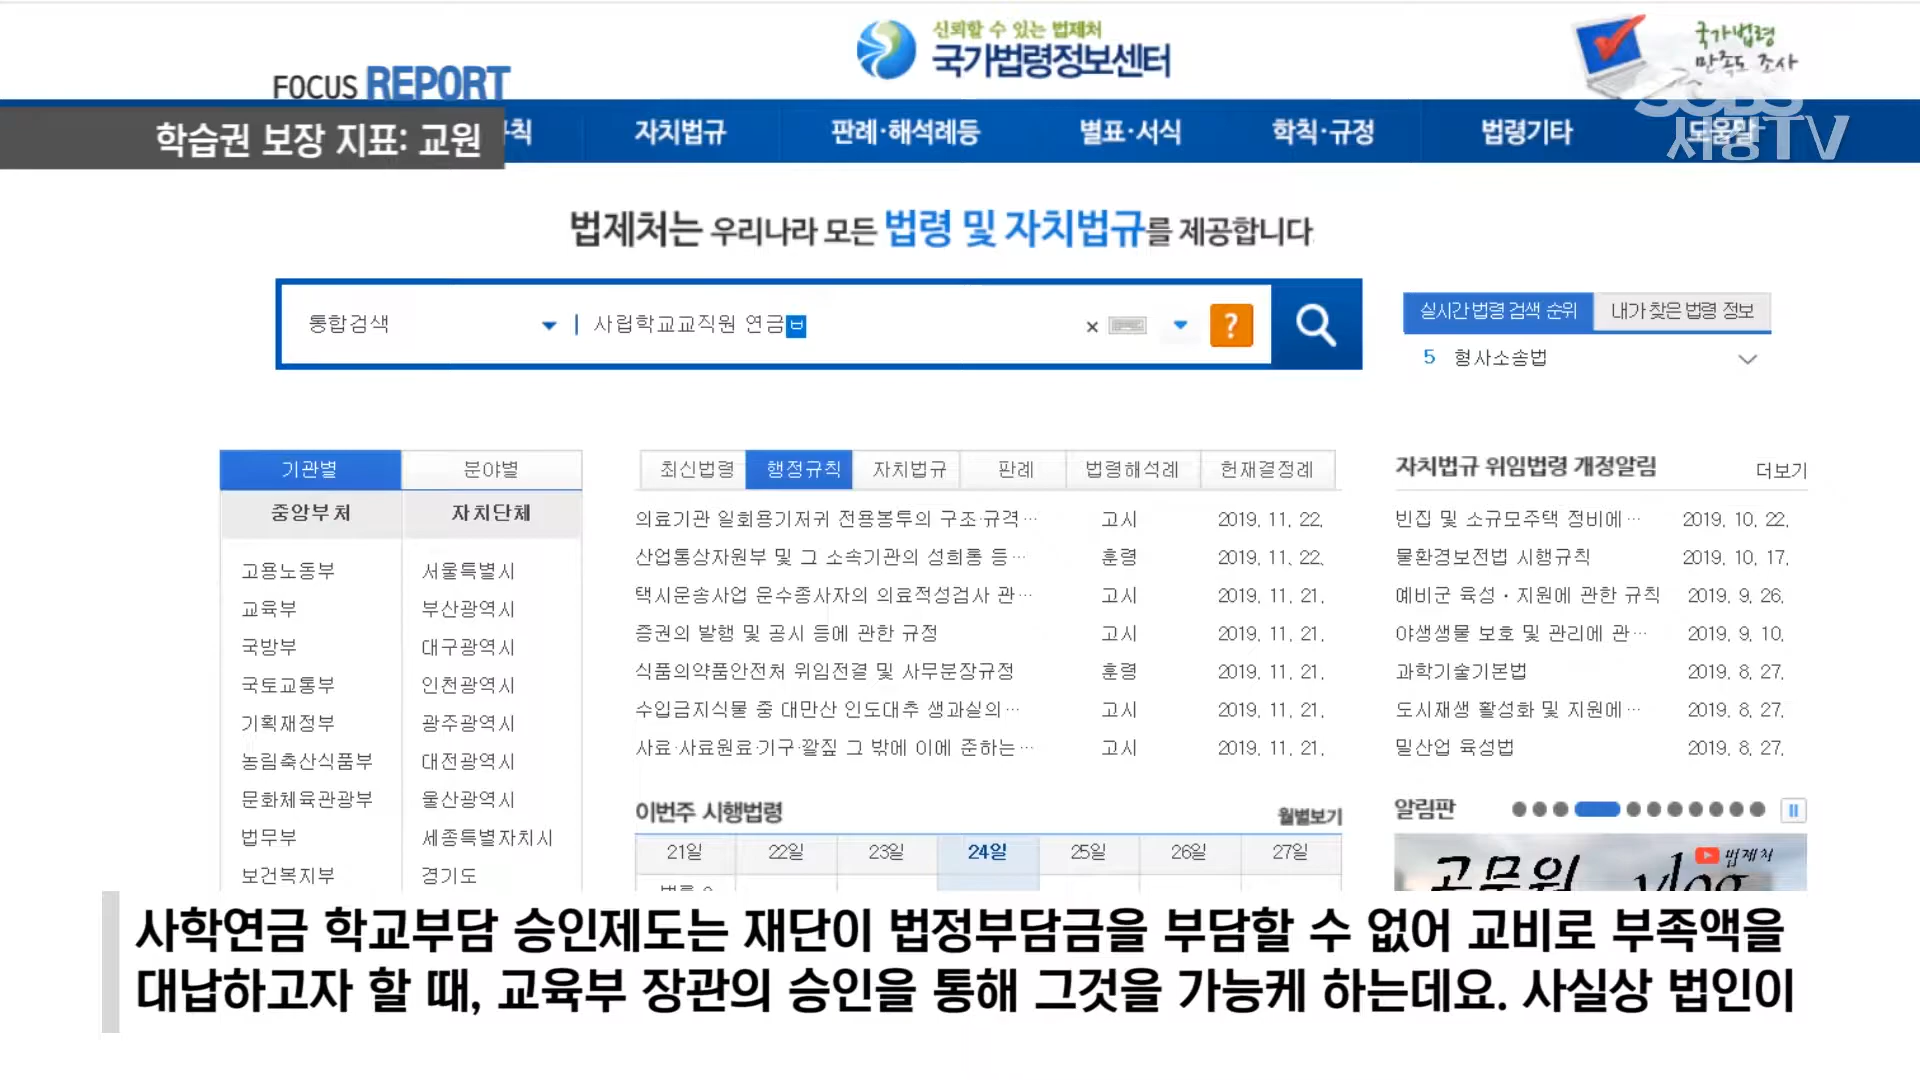 신뢰할 수 있는 법제처
국가법령정보센터
국가법령
만족도 조사
FOCUS REPORT
학습권 보장 지표: 교원
칙 자치법규 판례·해석례등 별표·서식 학칙·규정 법령기타 도움말
SUBS
서랑TV
법제처는 우리나라 모든 법령 및 자치법규를 제공합니다.
통합검색 사립학교교직원 연금ㅂ × ?
실시간 법령 검색 순위 내가 찾은 법령 정보
5 형사소송법
기관별 분야별
중앙부처 자치단체
고용노동부 서울특별시
교육부 부산광역시
국방부 대구광역시
국토교통부 인천광역시
기획재정부 광주광역시
농림축산식품부 대전광역시
문화체육관광부 울산광역시
법무부 세종특별자치시
보건복지부 경기도
최신법령 행정규칙 자치법규 판례 법령해석례 헌재결정례
의료기관 일회용기저귀 전용봉투의 구조·규격… 고시 2019. 11. 22.
산업통상자원부 및 그 소속기관의 성희롱 등… 훈령 2019. 11. 22.
택시운송사업 운수종사자의 의료적성검사 관… 고시 2019. 11. 21.
증권의 발행 및 공시 등에 관한 규정 고시 2019. 11. 21.
식품의약품안전처 위임전결 및 사무분장규정 훈령 2019. 11. 21.
수입금지식물 중 대만산 인도대추 생과실의… 고시 2019. 11. 21.
사료·사료원료·기구·깔짚 그 밖에 이에 준하는… 고시 2019. 11. 21.
이번주 시행법령 월별보기
21일 22일 23일 24일 25일 26일 27일
자치법규 위임법령 개정알림 더보기
빈집 및 소규모주택 정비에… 2019. 10. 22.
물환경보전법 시행규칙 2019. 10. 17.
예비군 육성·지원에 관한 규칙 2019. 9. 26.
야생생물 보호 및 관리에 관… 2019. 9. 10.
과학기술기본법 2019. 8. 27.
도시재생 활성화 및 지원에… 2019. 8. 27.
밀산업 육성법 2019. 8. 27.
알림판
법제처
공무원 vlog
사학연금 학교부담 승인제도는 재단이 법정부담금을 부담할 수 없어 교비로 부족액을
대납하고자 할 때, 교육부 장관의 승인을 통해 그것을 가능케 하는데요. 사실상 법인이